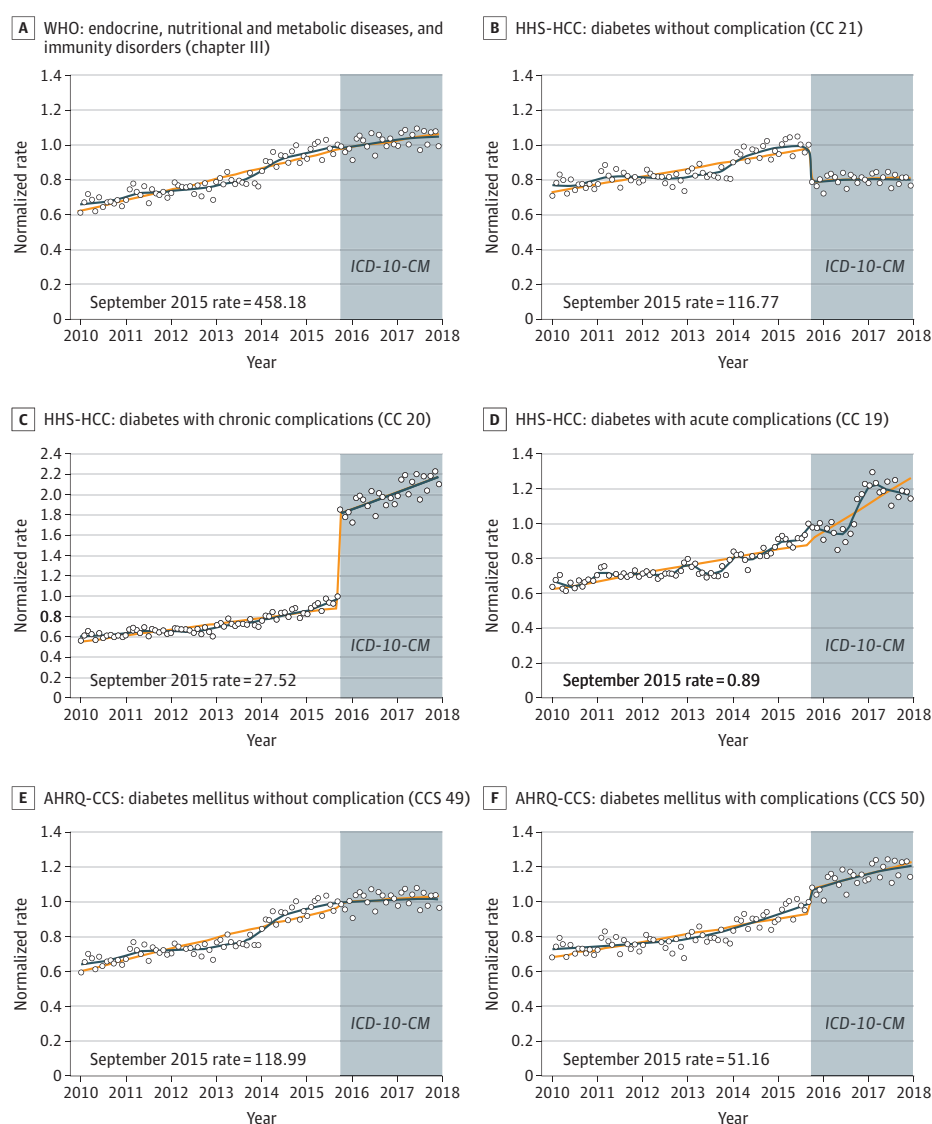 A WHO: endocrine, nutritional and metabolic diseases, and
immunity disorders (chapter III)
1.4
1.2
1.0
0.8
0.6
0.4
0.2
0
Normalized rate
ICD-10-CM
September 2015 rate = 458.18
2010 2011 2012 2013 2014 2015 2016 2017 2018
Year
B HHS-HCC: diabetes without complication (CC 21)
1.4
1.2
1.0
0.8
0.6
0.4
0.2
0
Normalized rate
ICD-10-CM
September 2015 rate = 116.77
2010 2011 2012 2013 2014 2015 2016 2017 2018
Year
C HHS-HCC: diabetes with chronic complications (CC 20)
2.4
2.2
2.0
1.8
1.6
1.4
1.2
1.0
0.8
0.6
0.4
0.2
0
Normalized rate
ICD-10-CM
September 2015 rate = 27.52
2010 2011 2012 2013 2014 2015 2016 2017 2018
Year
D HHS-HCC: diabetes with acute complications (CC 19)
1.4
1.2
1.0
0.8
0.6
0.4
0.2
0
Normalized rate
ICD-10-CM
September 2015 rate = 0.89
2010 2011 2012 2013 2014 2015 2016 2017 2018
Year
E AHRQ-CCS: diabetes mellitus without complication (CCS 49)
1.4
1.2
1.0
0.8
0.6
0.4
0.2
0
Normalized rate
ICD-10-CM
September 2015 rate = 118.99
2010 2011 2012 2013 2014 2015 2016 2017 2018
Year
F AHRQ-CCS: diabetes mellitus with complications (CCS 50)
1.4
1.2
1.0
0.8
0.6
0.4
0.2
0
Normalized rate
ICD-10-CM
September 2015 rate = 51.16
2010 2011 2012 2013 2014 2015 2016 2017 2018
Year